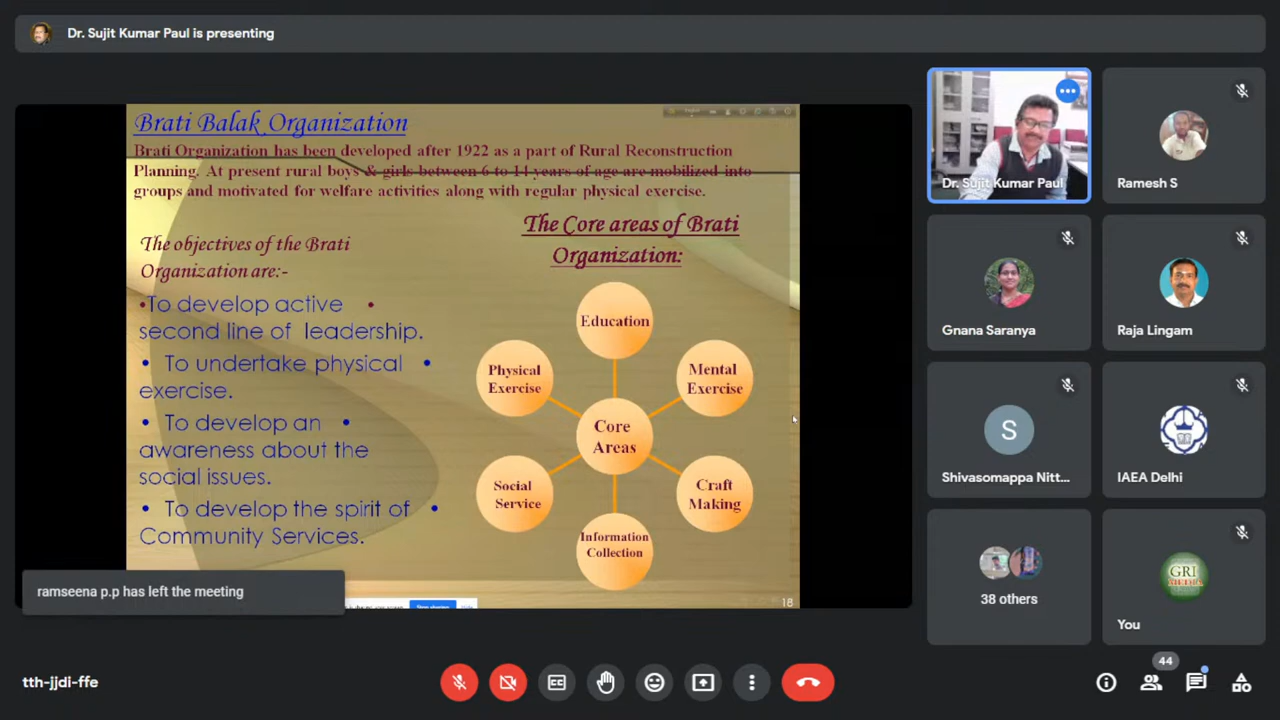 Dr. Sujit Kumar Paul is presenting
Brati Balak Organization
Brati Organization has been developed after 1922 as a part of Rural Reconstruction
Planning. At present rural boys & girls between 6 to 14 years of age are mobilized into
groups and motivated for welfare activities along with regular physical exercise.
The objectives of the Brati
Organization are:-
•To develop active •
second line of leadership.
• To undertake physical •
exercise.
• To develop an •
awareness about the
social issues.
• To develop the spirit of •
Community Services.
The Core areas of Brati
Organization:
Education
Physical
Exercise
Mental
Exercise
Core
Areas
Social
Service
Craft
Making
Information
Collection
18
Stop sharing
Hide
ramseena p.p has left the meeting
Dr. Sujit Kumar Paul
Ramesh S
Gnana Saranya
Raja Lingam
S
Shivasomappa Nitt...
IAEA Delhi
38 others
GRI
You
tth-jjdi-ffe
44